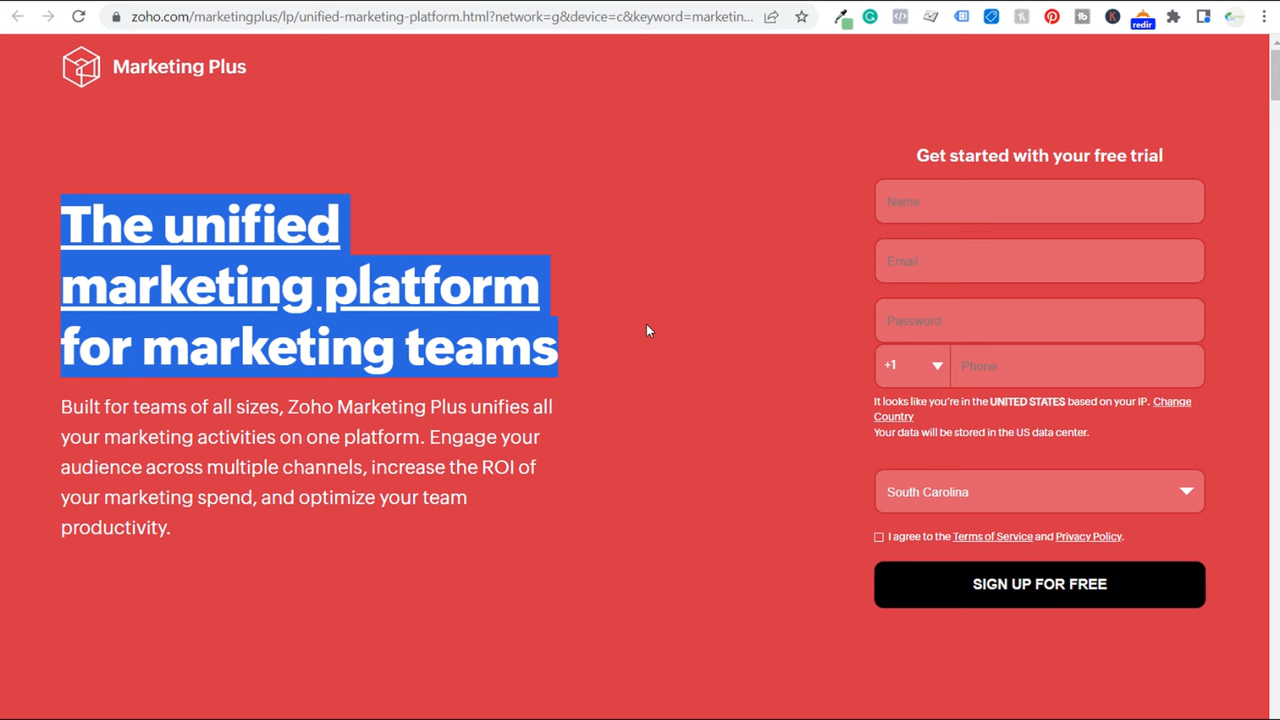 zoho.com/marketingplus/lp/unified-marketing-platform.html?network=g&device=c&keyword=marketin...
redir
Marketing Plus
The unified
marketing platform
for marketing teams
Built for teams of all sizes, Zoho Marketing Plus unifies all
your marketing activities on one platform. Engage your
audience across multiple channels, increase the ROI of
your marketing spend, and optimize your team
productivity.
Get started with your free trial
Name
Email
Password
+1
Phone
It looks like you're in the UNITED STATES based on your IP. Change
Country
Your data will be stored in the US data center.
South Carolina
I agree to the Terms of Service and Privacy Policy.
SIGN UP FOR FREE